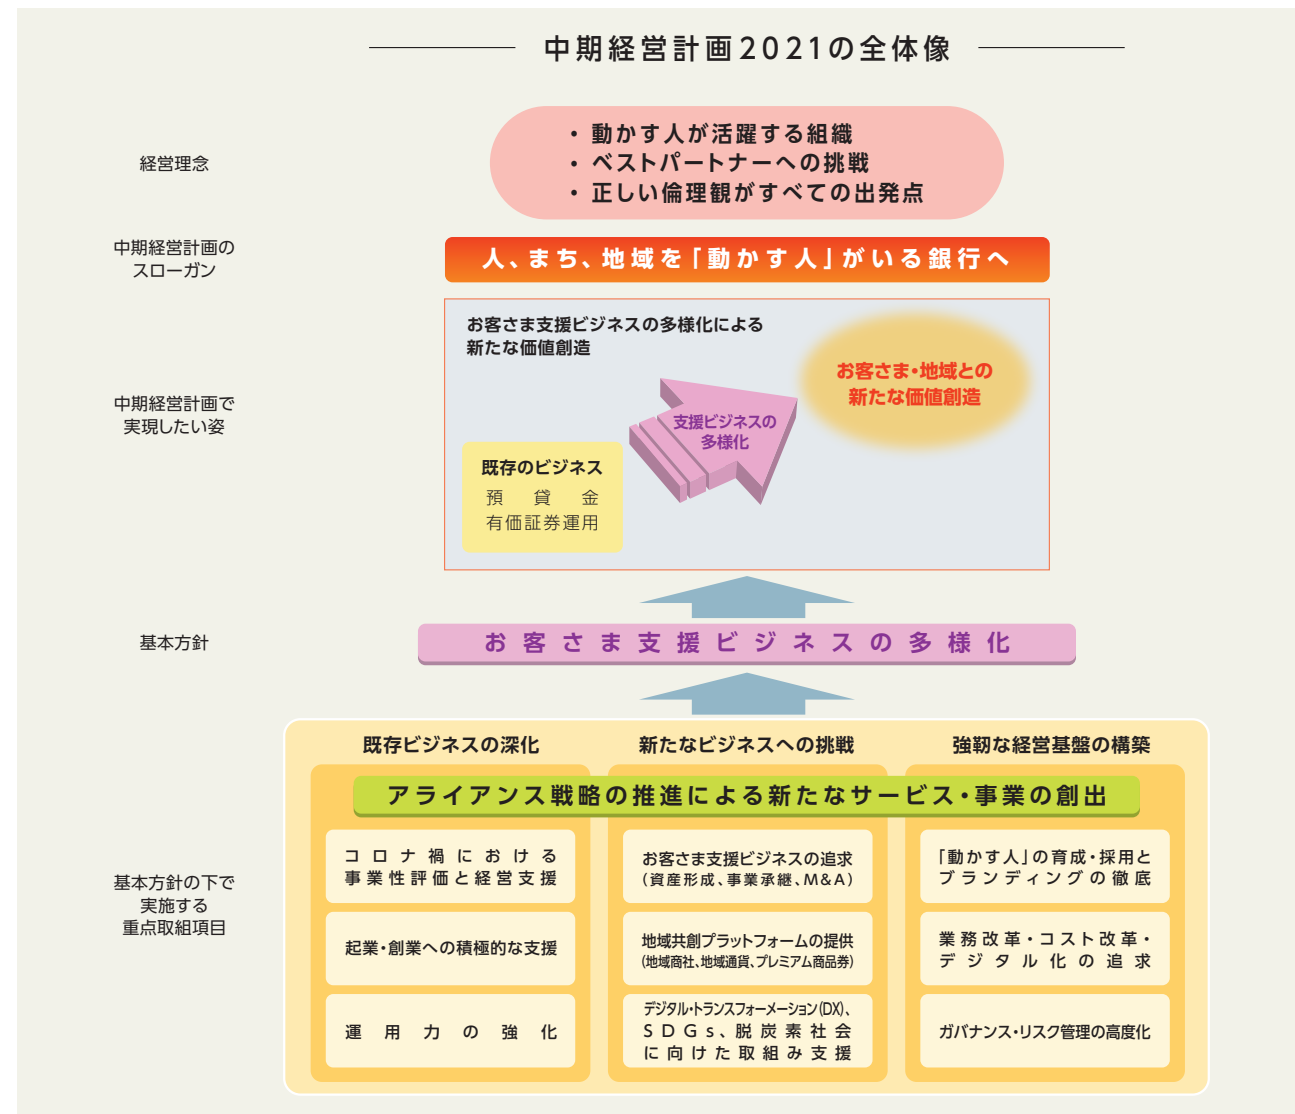 中期経営計画2021の全体像
経営理念
・ 動かす人が活躍する組織
・ ベストパートナーへの挑戦
・ 正しい倫理観がすべての出発点
中期経営計画の
スローガン
人、まち、地域を「動かす人」がいる銀行へ
中期経営計画で
実現したい姿
お客さま支援ビジネスの多様化による
新たな価値創造
お客さま・地域との
新たな価値創造
支援ビジネスの
多様化
既存のビジネス
預貸金
有価証券運用
基本方針
お客さま支援ビジネスの多様化
基本方針の下で
実施する
重点取組項目
既存ビジネスの深化
新たなビジネスへの挑戦
強靭な経営基盤の構築
アライアンス戦略の推進による新たなサービス・事業の創出
コロナ禍における
事業性評価と経営支援
起業・創業への積極的な支援
運用力の強化
お客さま支援ビジネスの追求
(資産形成、事業承継、M&A)
地域共創プラットフォームの提供
(地域商社、地域通貨、プレミアム商品券)
デジタル・トランスフォーメーション(DX)、
SDGs、脱炭素社会
に向けた取組み支援
「動かす人」の育成・採用と
ブランディングの徹底
業務改革・コスト改革・
デジタル化の追求
ガバナンス・リスク管理の高度化